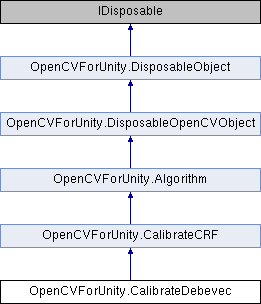 IDisposable
OpenCVForUnity.DisposableObject
OpenCVForUnity.DisposableOpenCVObject
OpenCVForUnity.Algorithm
OpenCVForUnity.CalibrateCRF
OpenCVForUnity.CalibrateDebevec